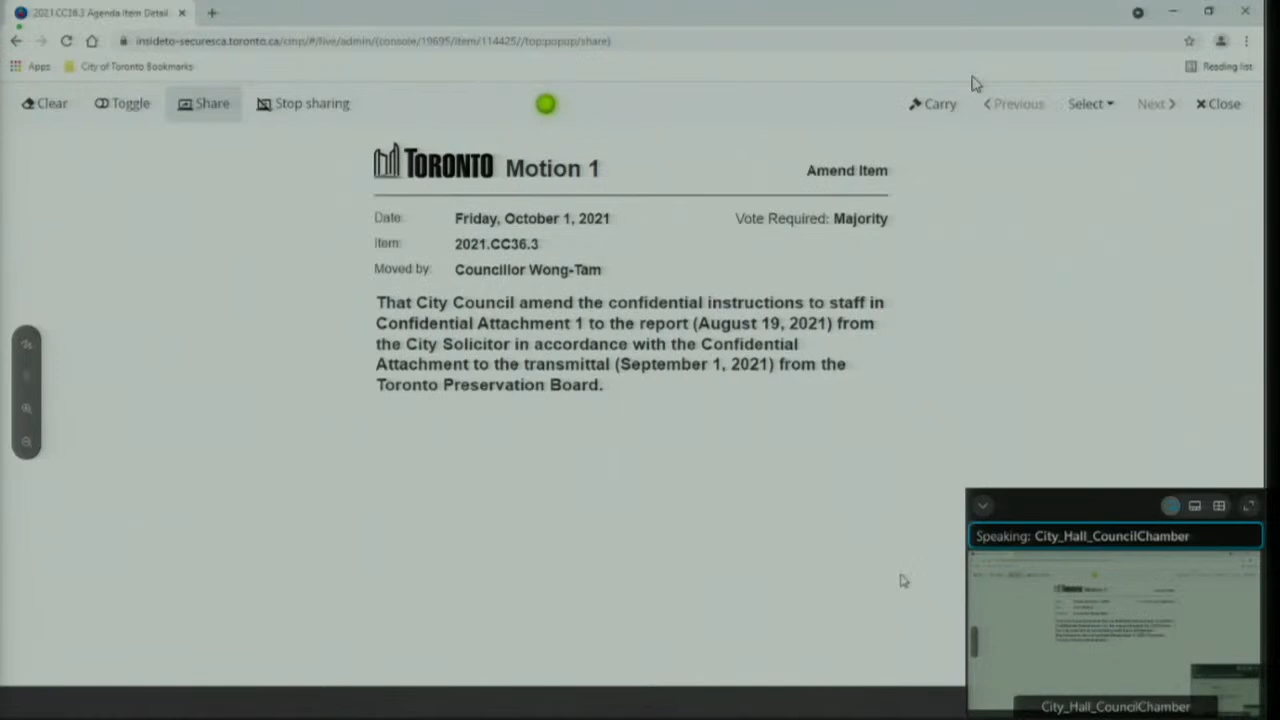 2021.CC36.3 Agenda Item Detail
insideto-secure.toronto.ca/cmp/#/live/admin/(console/19695/item/114425//top:popup/share)
Apps City of Toronto Bookmarks Reading list
Clear Toggle Share Stop sharing Carry Previous Select Next Close
TORONTO Motion 1 Amend Item
Date: Friday, October 1, 2021 Vote Required: Majority
Item: 2021.CC36.3
Moved by: Councillor Wong-Tam
That City Council amend the confidential instructions to staff in
Confidential Attachment 1 to the report (August 19, 2021) from
the City Solicitor in accordance with the Confidential
Attachment to the transmittal (September 1, 2021) from the
Toronto Preservation Board.
Speaking: City_Hall_CouncilChamber
City_Hall_CouncilChamber